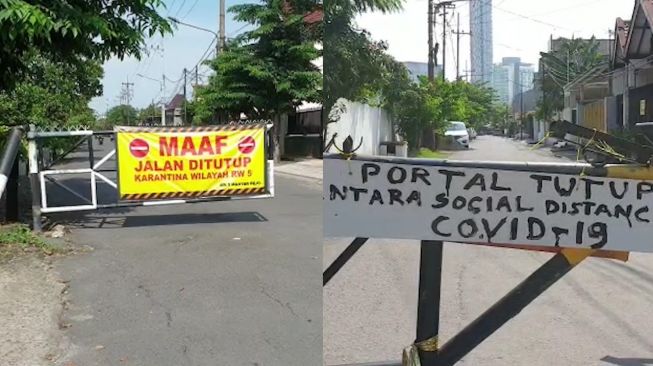 MAAF
JALAN DITUTUP
KARANTINA WILAYAH RW 5
PORTAL TUTUP
NTARA SOCIAL DISTANC
COVID-19